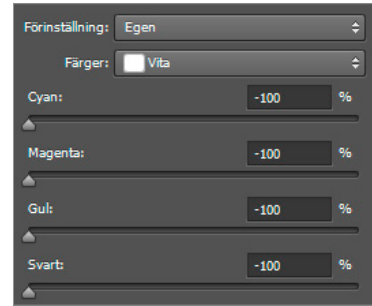 Förinställning: Egen
Färger: Vita
Cyan: -100 %
Magenta: -100 %
Gul: -100 %
Svart: -100 %